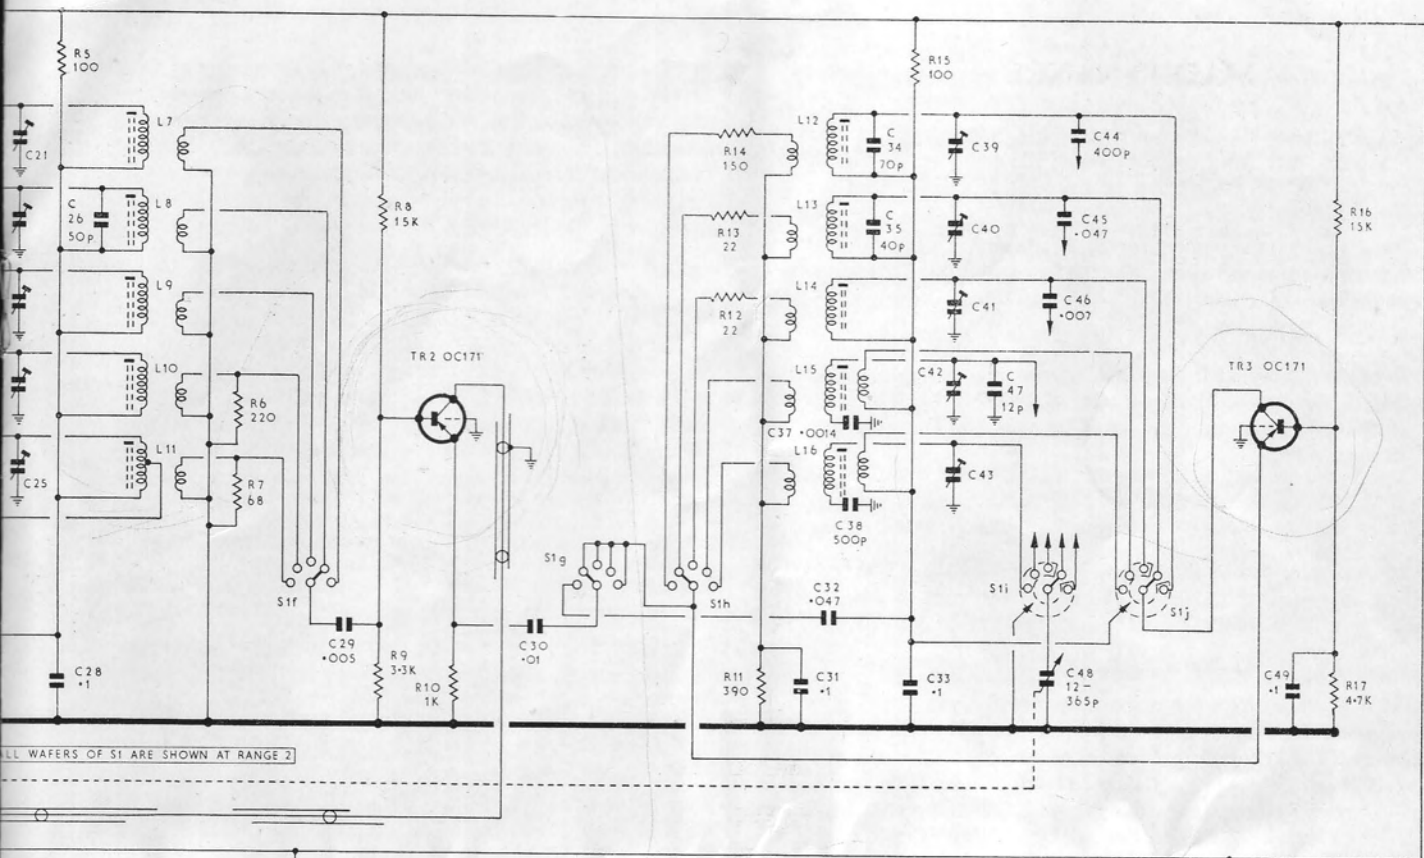 R5
100
C21
L7
C
26
50p
L8
L9
L10
R6
220
C25
L11
R7
68
S1f
R8
15K
TR2 OC171
C29
·005
R9
3·3K
R10
1K
C28
·1
C30
·01
S1g
S1h
R14
150
R13
22
R12
22
L12
C
34
70p
L13
C
35
40p
L14
L15
C37 ·0014
L16
C38
500p
C32
·047
R11
390
C31
·1
C33
·1
R15
100
C39
C44
400p
C40
C45
·047
C41
C46
·007
C42
C
47
12p
C43
S1i
S1j
C48
12–
365p
R16
15K
TR3 OC171
C49
·1
R17
4·7K
ALL WAFERS OF S1 ARE SHOWN AT RANGE 2